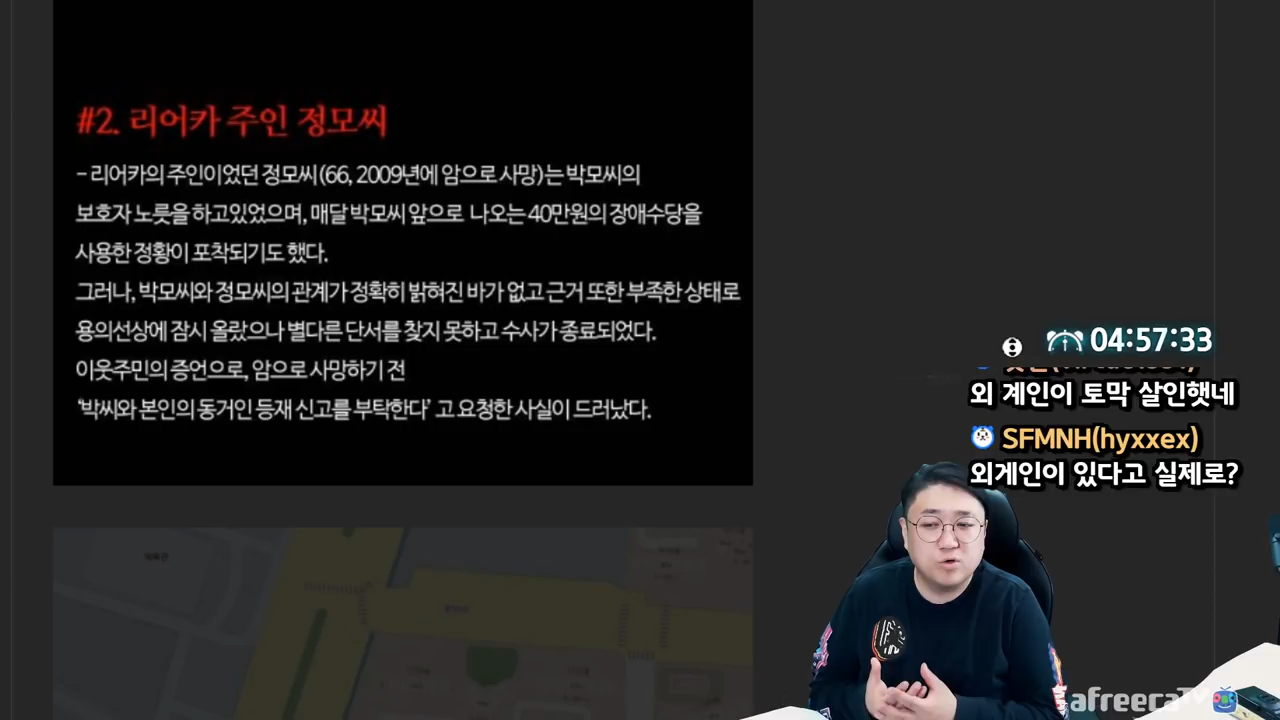 #2. 리어카 주인 정모씨
- 리어카의 주인이었던 정모씨(66, 2009년에 암으로 사망)는 박모씨의
보호자 노릇을 하고있었으며, 매달 박모씨 앞으로 나오는 40만원의 장애수당을
사용한 정황이 포착되기도 했다.
그러나, 박모씨와 정모씨의 관계가 정확히 밝혀진 바가 없고 근거 또한 부족한 상태로
용의선상에 잠시 올랐으나 별다른 단서를 찾지 못하고 수사가 종료되었다.
이웃주민의 증언으로, 암으로 사망하기 전
‘박씨와 본인의 동거인 등재 신고를 부탁한다’ 고 요청한 사실이 드러났다.
04:57:33
외 계인이 토막 살인햇네
SFMNH(hyxxex)
외게인이 있다고 실제로?
afreecaTV